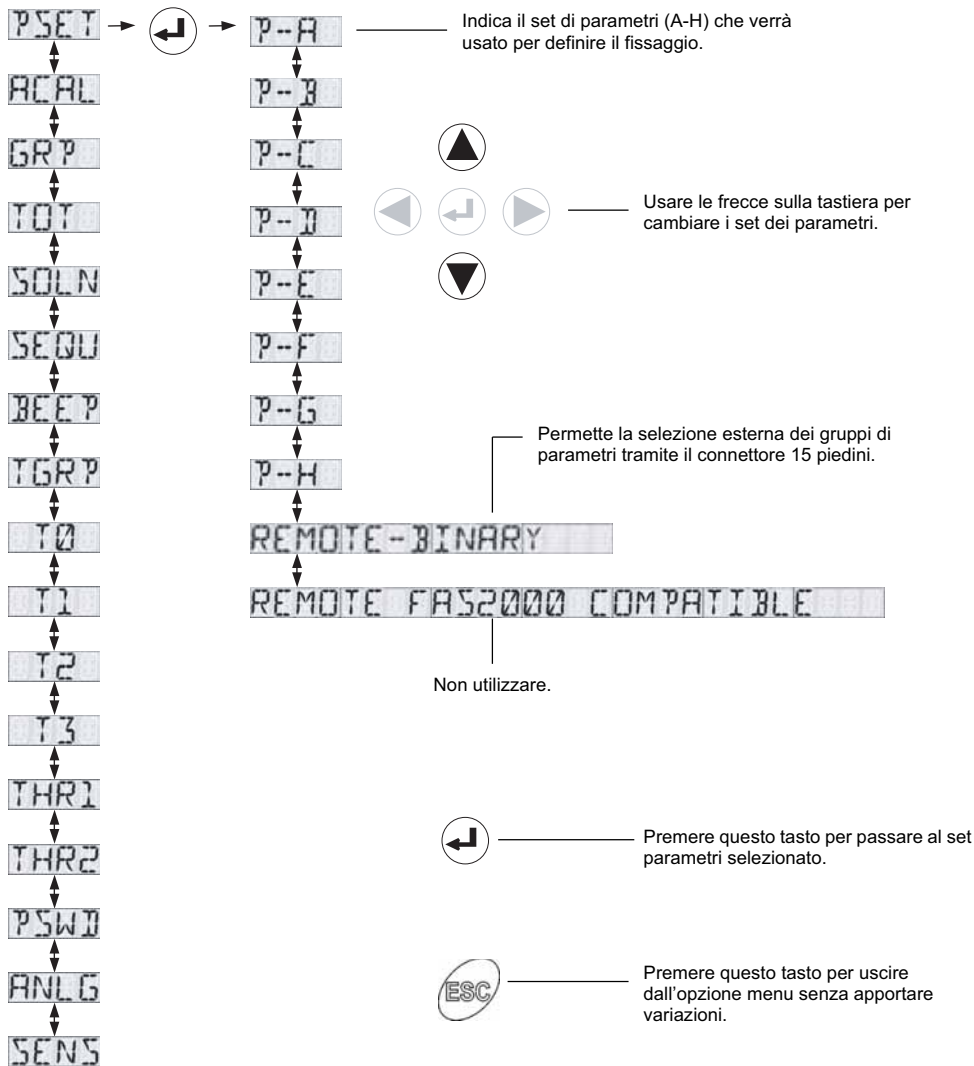 PSET
P-A
Indica il set di parametri (A-H) che verrà
usato per definire il fissaggio.
ACAL
P-B
GRP
P-C
TOT
P-D
Usare le frecce sulla tastiera per
cambiare i set dei parametri.
SOLN
P-E
SEQU
P-F
BEEP
P-G
Permette la selezione esterna dei gruppi di
parametri tramite il connettore 15 piedini.
TGRP
P-H
T0
REMOTE-BINARY
T1
REMOTE FAS2000 COMPATIBLE
T2
Non utilizzare.
T3
THR1
THR2
Premere questo tasto per passare al set
parametri selezionato.
PSWD
ANLG
ESC
Premere questo tasto per uscire
dall'opzione menu senza apportare
variazioni.
SENS